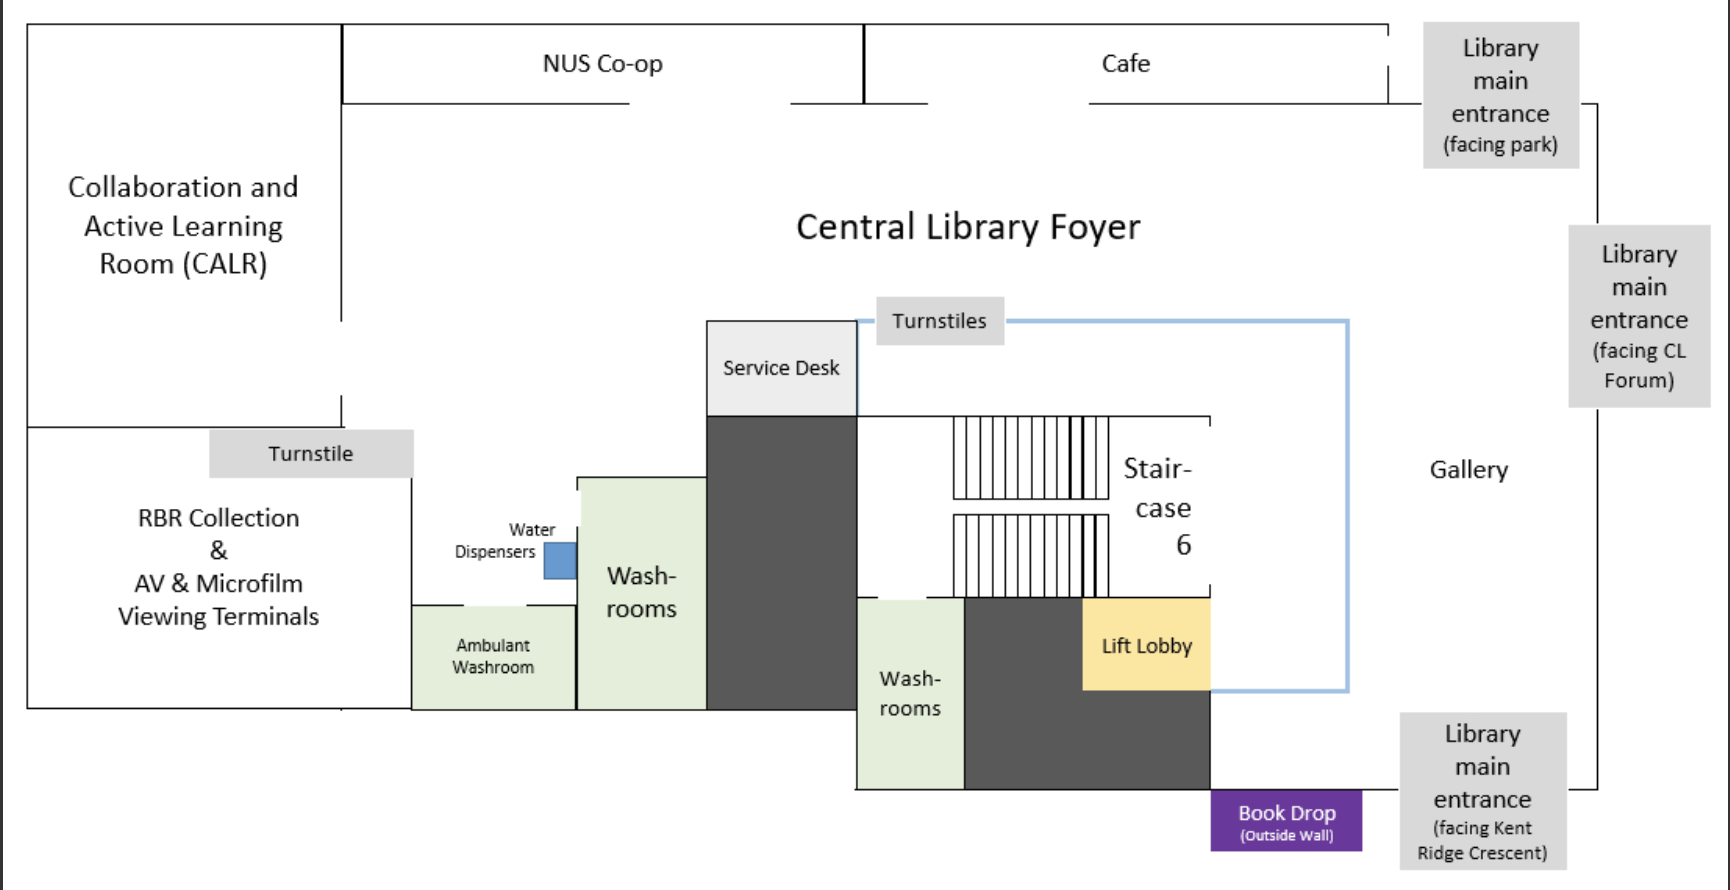 NUS Co-op
Cafe
Library
main
entrance
(facing park)
Collaboration and
Active Learning
Room (CALR)
Central Library Foyer
Library
main
entrance
(facing CL
Forum)
Turnstiles
Service Desk
Turnstile
Stair-
case
6
Gallery
RBR Collection
&
AV & Microfilm
Viewing Terminals
Water
Dispensers
Wash-
rooms
Ambulant
Washroom
Lift Lobby
Wash-
rooms
Library
main
entrance
(facing Kent
Ridge Crescent)
Book Drop
(Outside Wall)